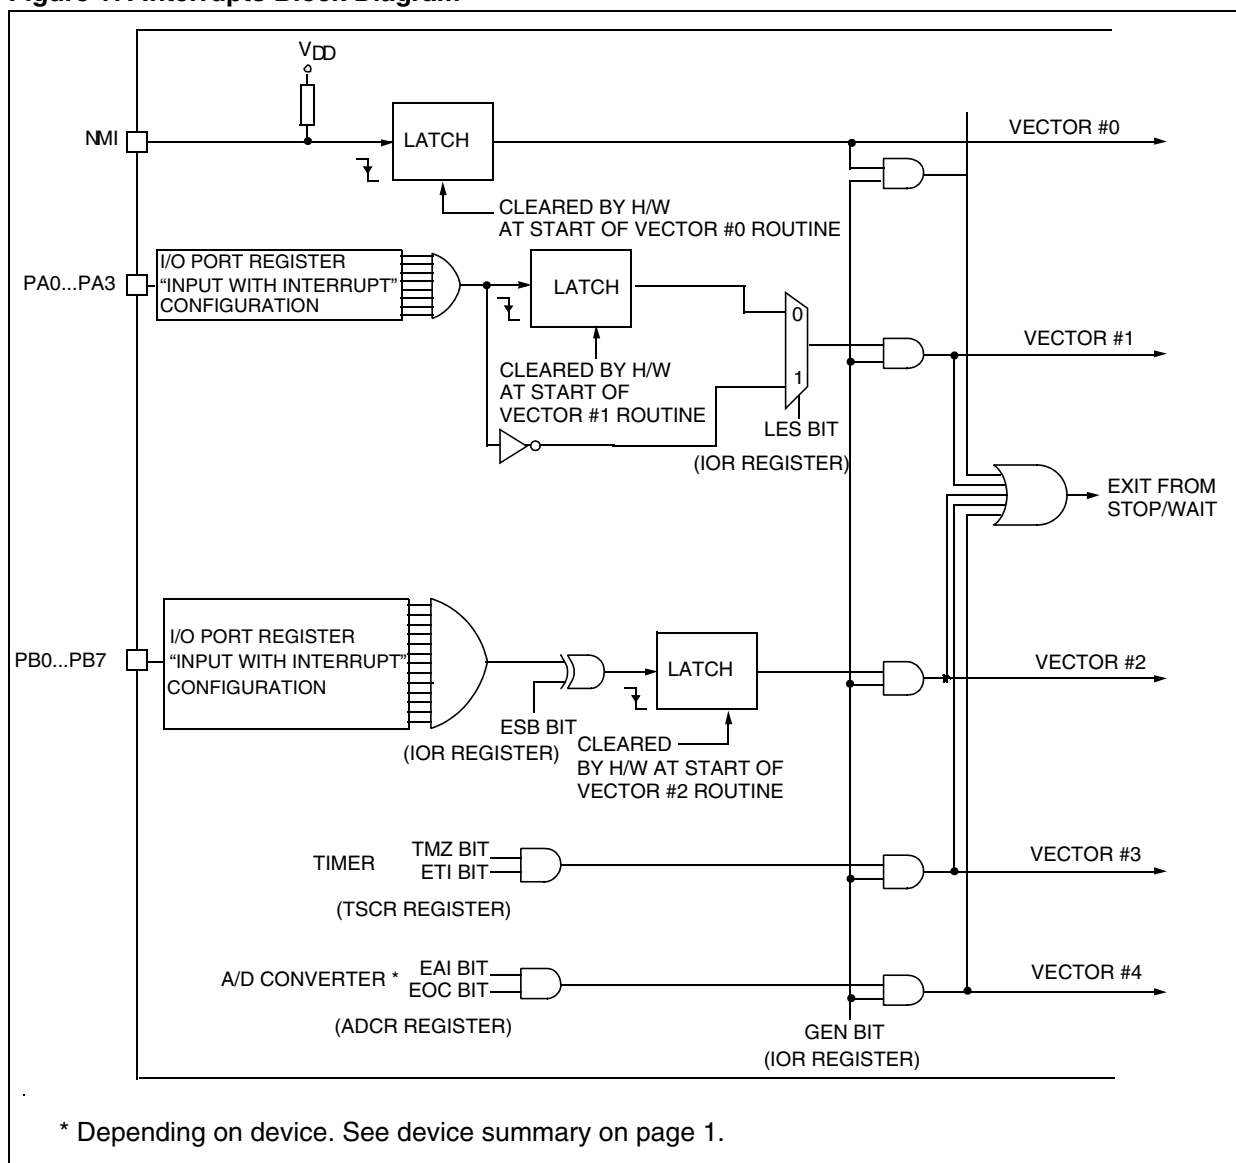 VDD
NMI
LATCH
VECTOR #0
CLEARED BY H/W
AT START OF VECTOR #0 ROUTINE
PA0...PA3
I/O PORT REGISTER
“INPUT WITH INTERRUPT”
CONFIGURATION
LATCH
0
1
VECTOR #1
CLEARED BY H/W
AT START OF
VECTOR #1 ROUTINE
LES BIT
(IOR REGISTER)
EXIT FROM
STOP/WAIT
PB0...PB7
I/O PORT REGISTER
“INPUT WITH INTERRUPT”
CONFIGURATION
LATCH
VECTOR #2
ESB BIT
(IOR REGISTER)
CLEARED
BY H/W AT START OF
VECTOR #2 ROUTINE
TIMER
TMZ BIT
ETI BIT
(TSCR REGISTER)
VECTOR #3
A/D CONVERTER *
EAI BIT
EOC BIT
(ADCR REGISTER)
VECTOR #4
GEN BIT
(IOR REGISTER)
* Depending on device. See device summary on page 1.